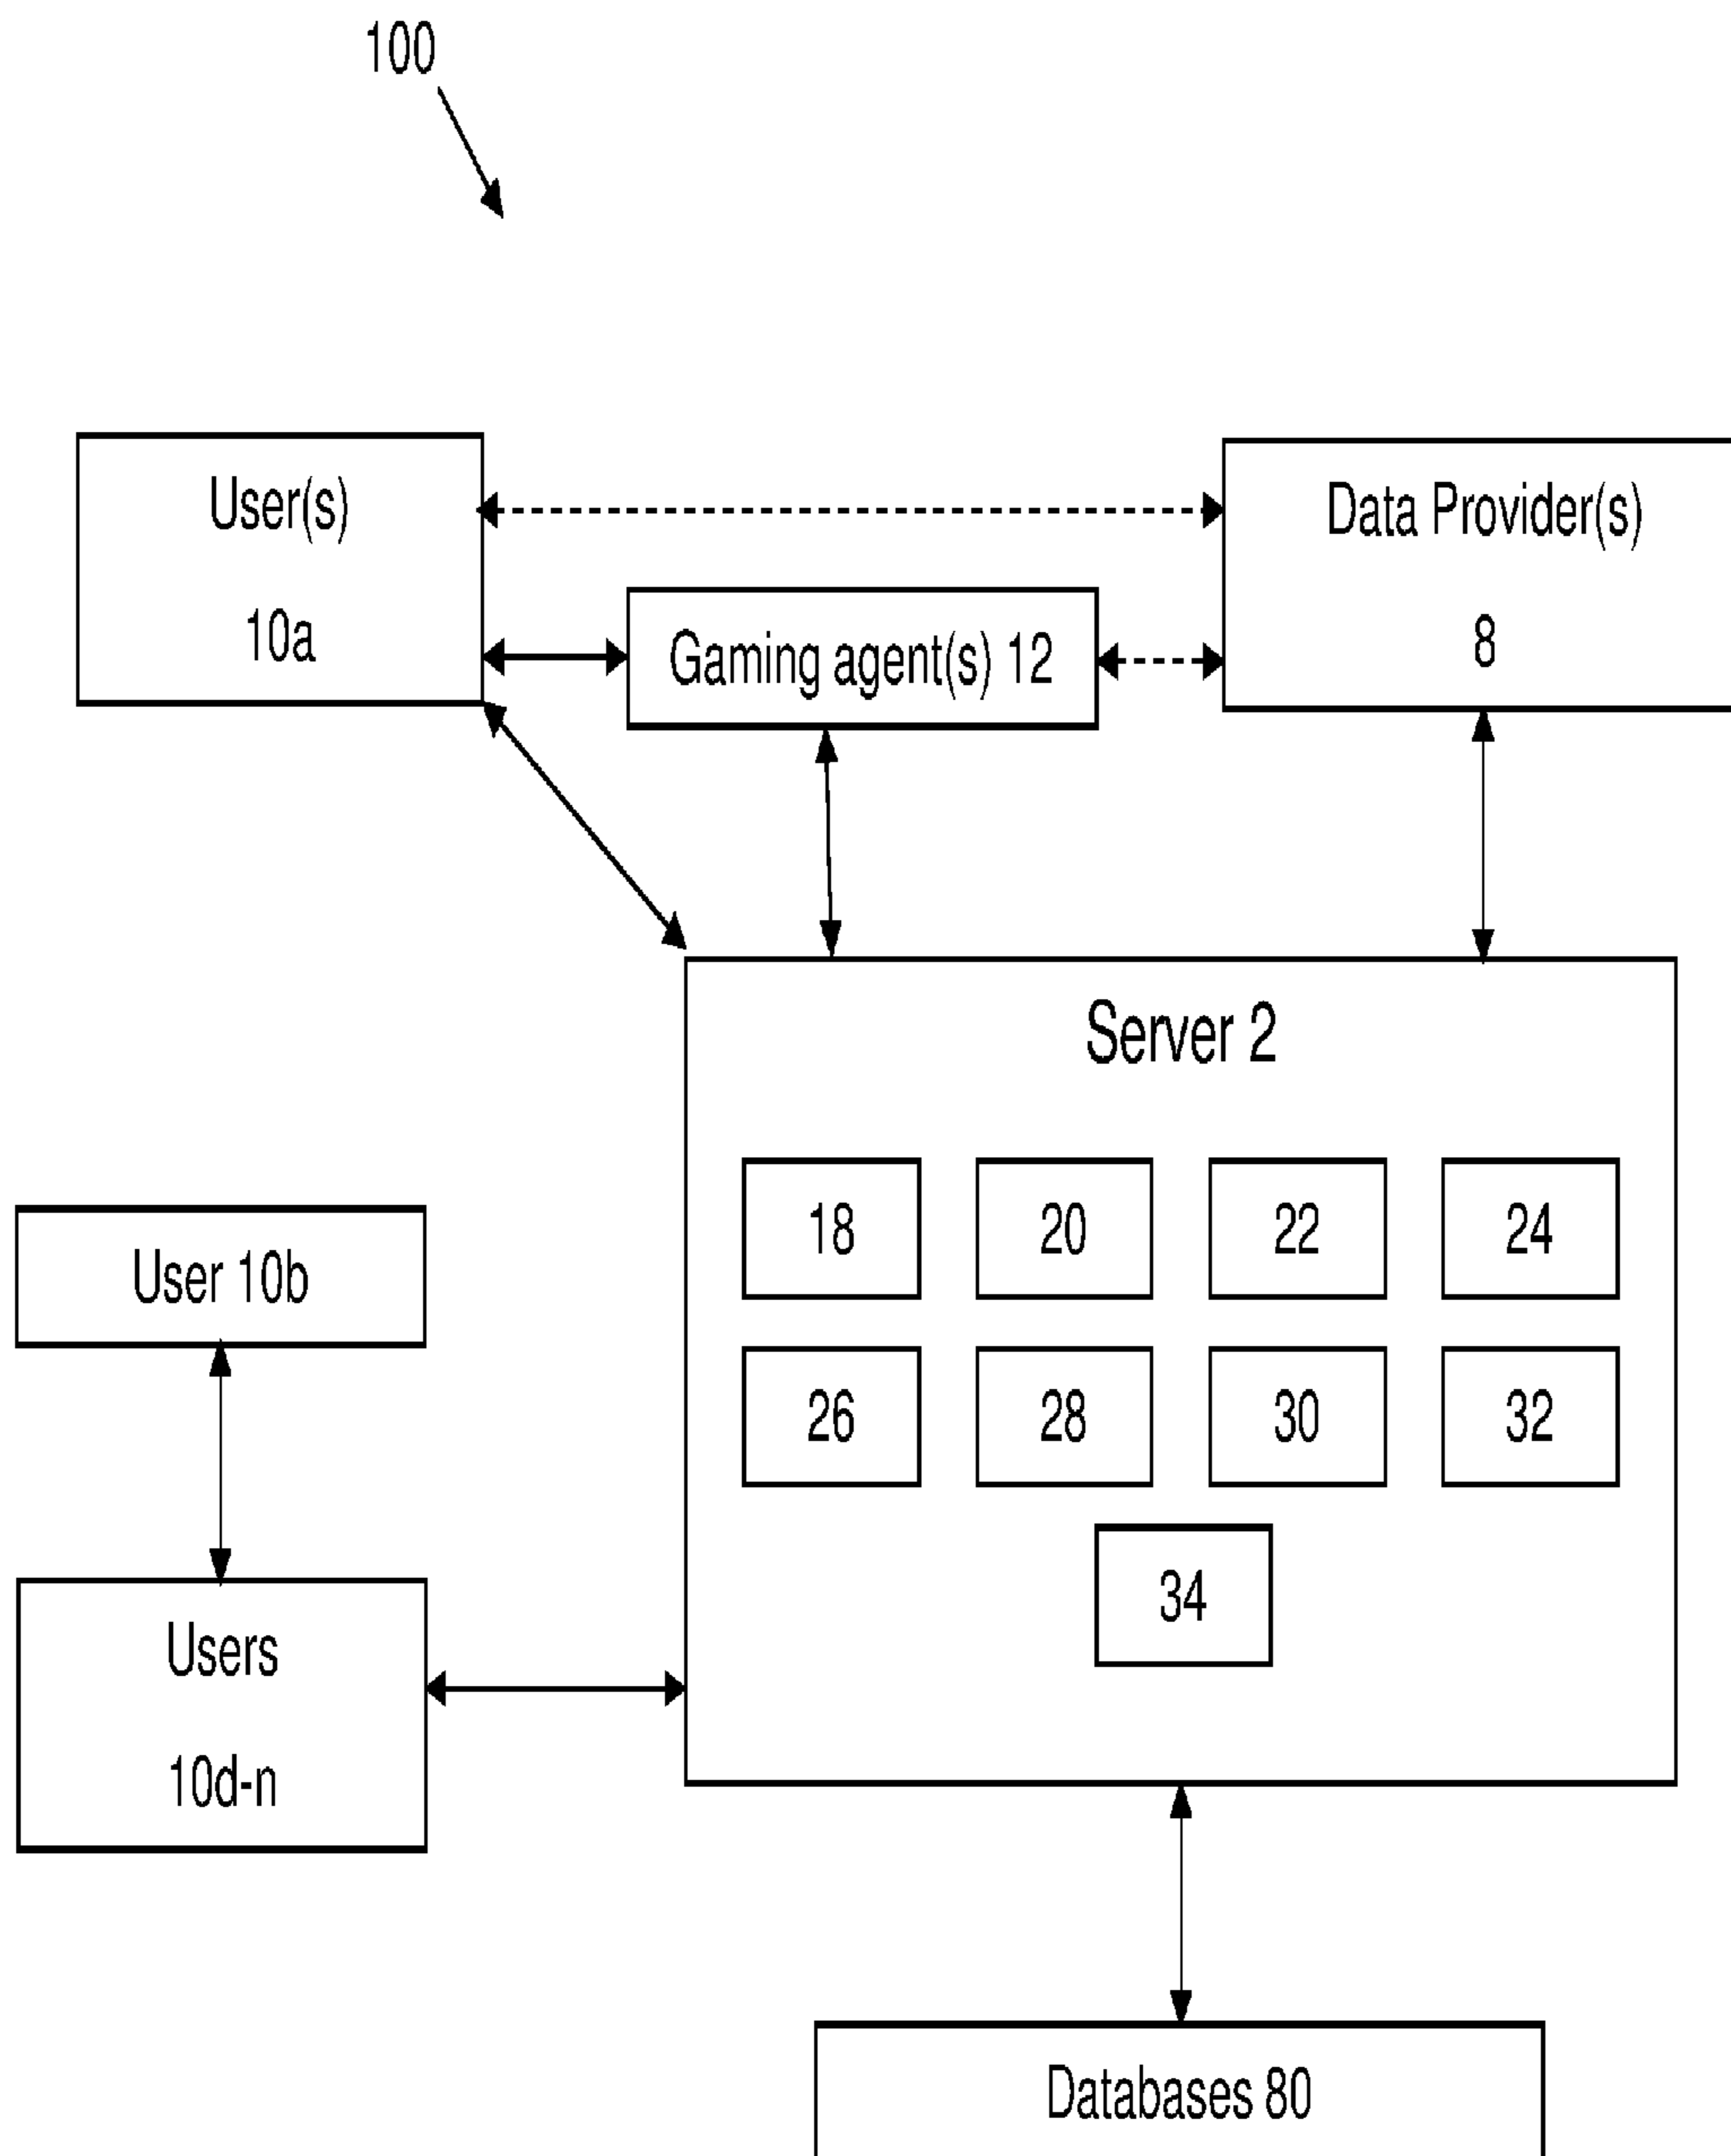 100
User(s)
10a
Data Provider(s)
8
Gaming agent(s) 12
Server 2
18
20
22
24
User 10b
26
28
30
32
34
Users
10d-n
Databases 80